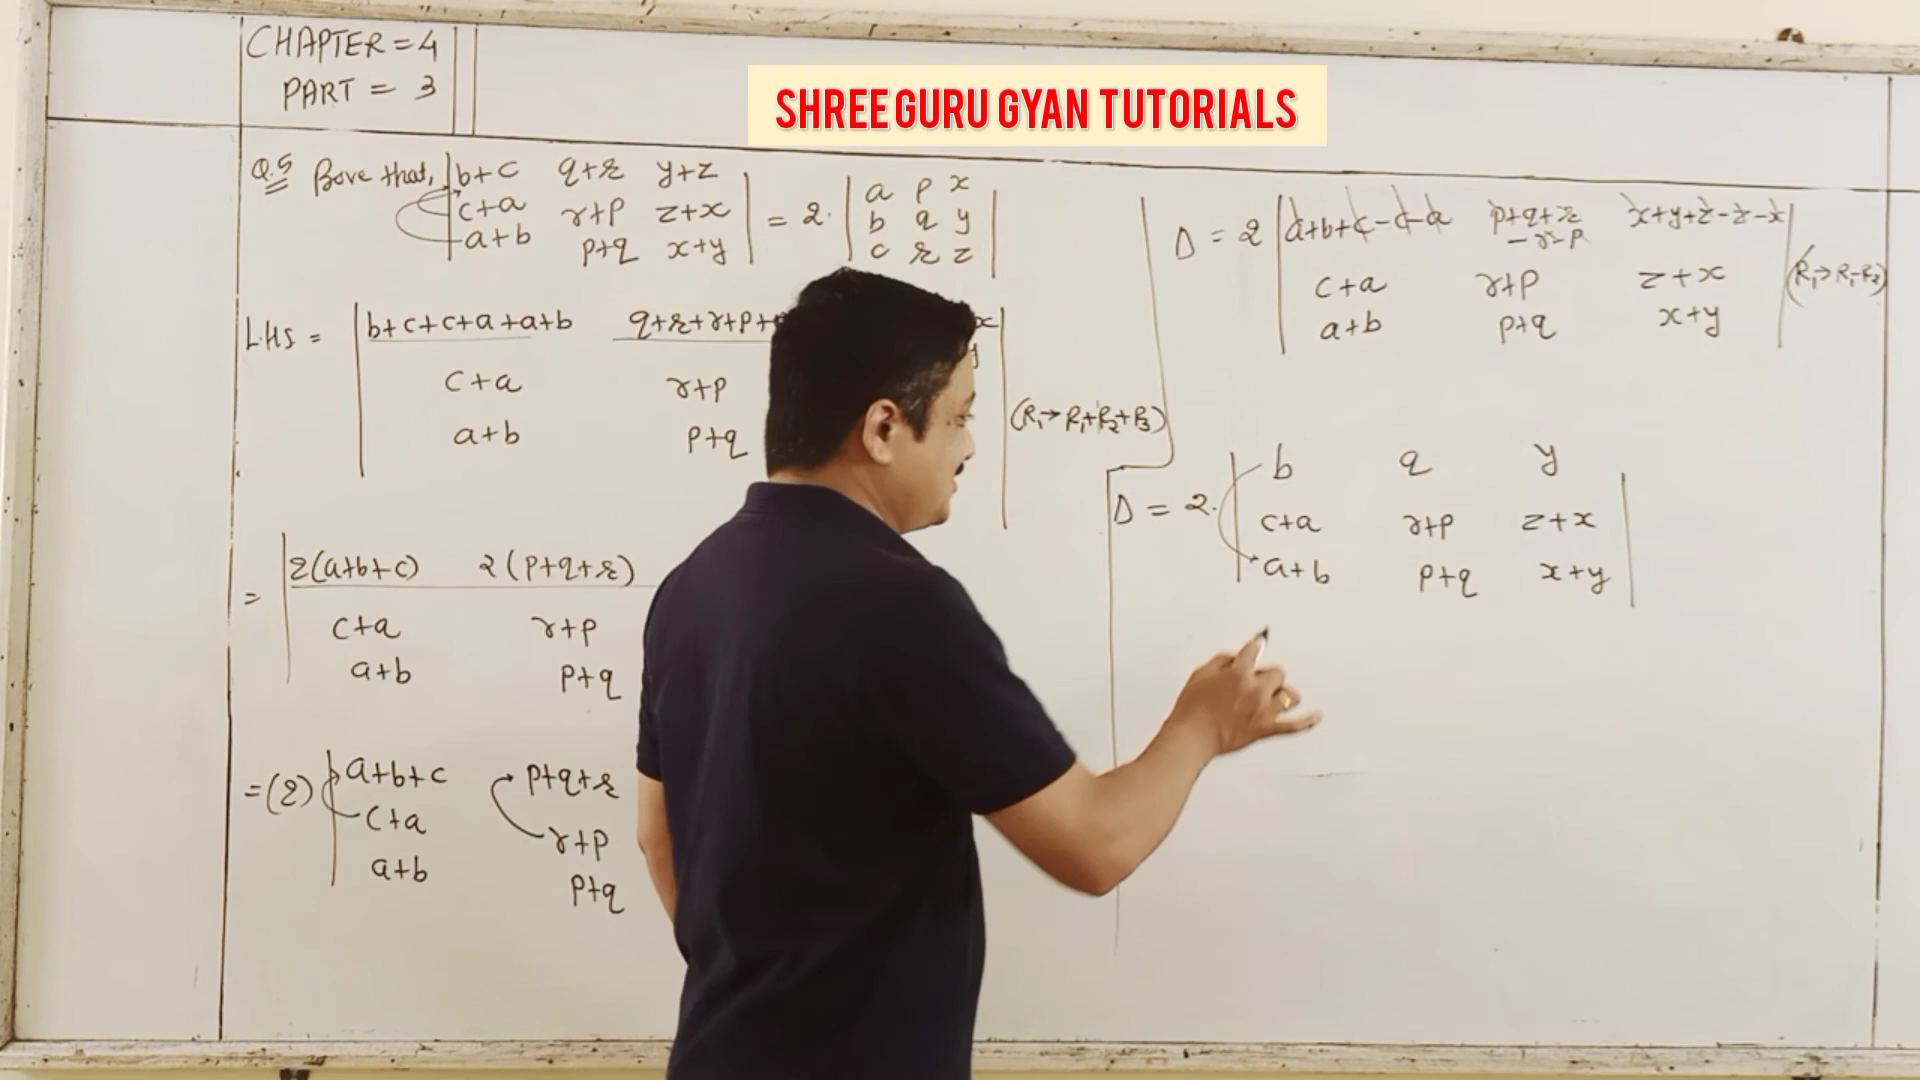 CHAPTER = 4
PART = 3
SHREE GURU GYAN TUTORIALS
Q.5 Prove that, | b+c q+r y+z |
| c+a r+p z+x | = 2. | a p x |
| a+b p+q x+y | | b q y |
| c r z |
LHS = | b+c+c+a+a+b q+r+r+p+ x |
c+a r+p
a+b p+q
(R₁→R₁+R₂+R₃)
= | 2(a+b+c) 2(p+q+r)
c+a r+p
a+b p+q
=(2) | a+b+c p+q+r
c+a r+p
a+b p+q
D = 2 | a+b+c-c-a p+q+r-r-p x+y+z-z-x |
c+a r+p z+x
(R₁→R₁-R₂)
a+b p+q x+y
D = 2. | b q y |
c+a r+p z+x
a+b p+q x+y